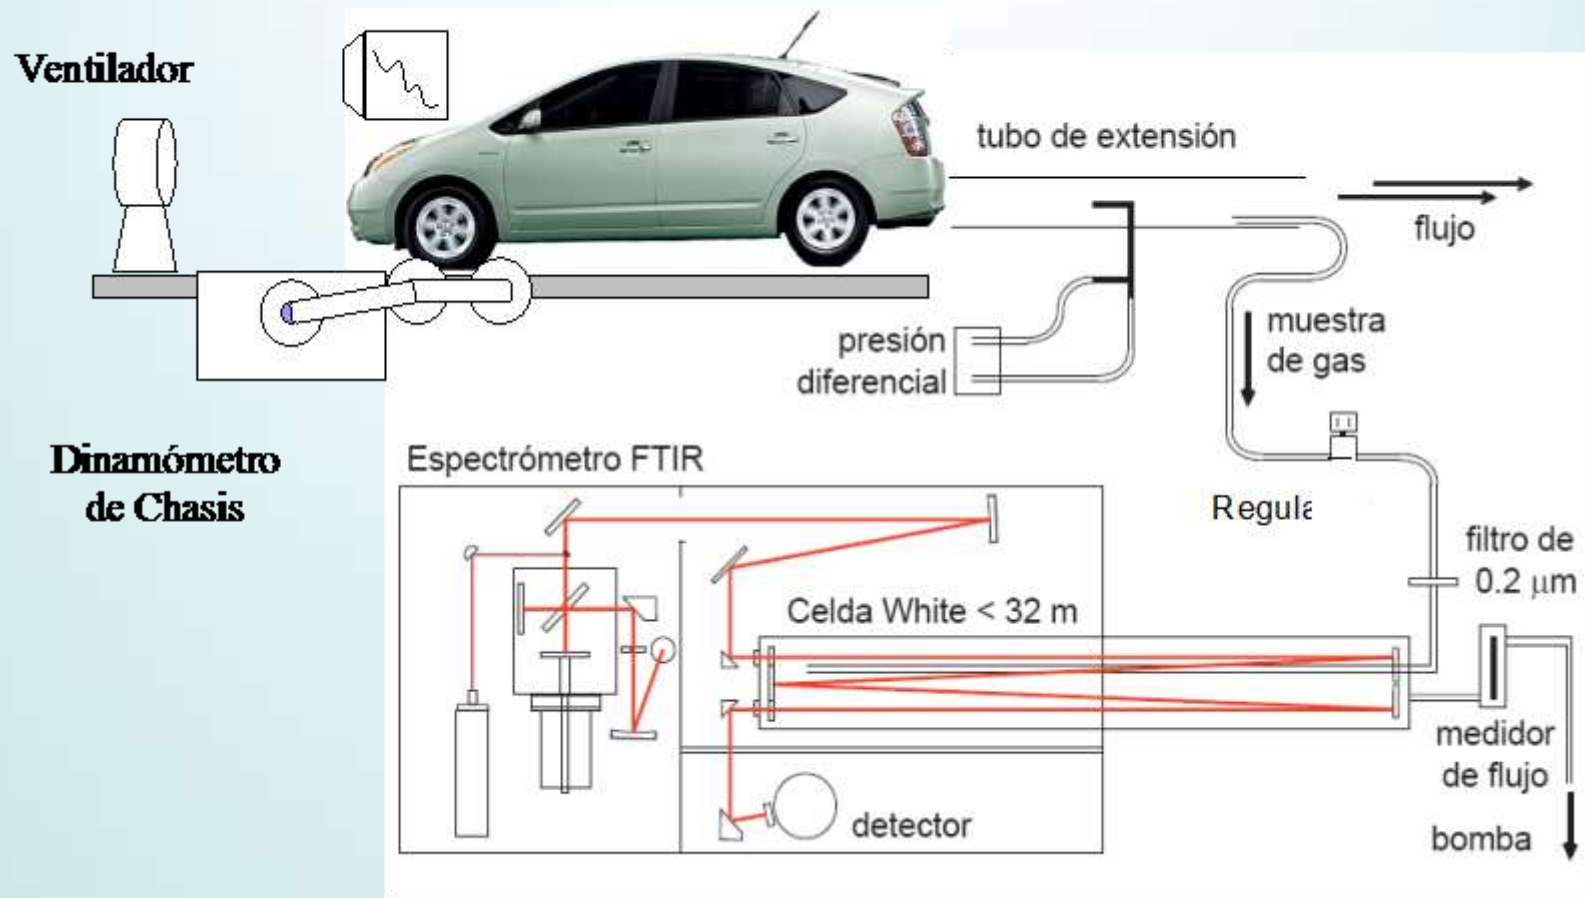 Ventilador
tubo de extensión
flujo
muestra
de gas
presión
diferencial
Dinamómetro
de Chasis
Espectrómetro FTIR
filtro de
0.2 μm
Celda White < 32 m
medidor
de flujo
detector
bomba